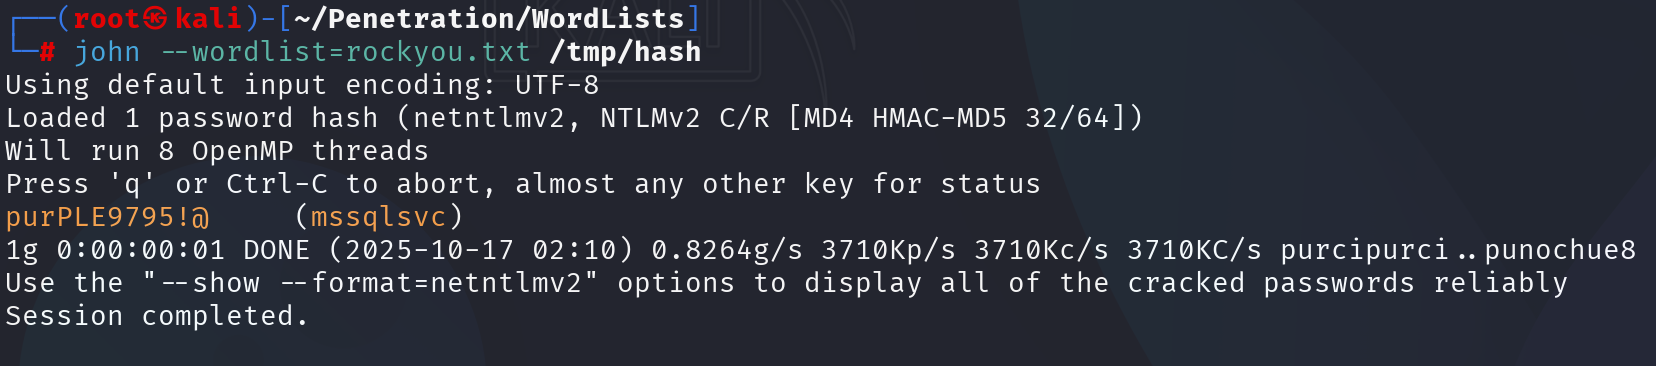 ┌──(root㉿kali)-[~/Penetration/WordLists]
└─# john --wordlist=rockyou.txt /tmp/hash
Using default input encoding: UTF-8
Loaded 1 password hash (netntlmv2, NTLMv2 C/R [MD4 HMAC-MD5 32/64])
Will run 8 OpenMP threads
Press 'q' or Ctrl-C to abort, almost any other key for status
purPLE9795!@     (mssqlsvc)
1g 0:00:00:01 DONE (2025-10-17 02:10) 0.8264g/s 3710Kp/s 3710Kc/s 3710KC/s purcipurci..punochue8
Use the "--show --format=netntlmv2" options to display all of the cracked passwords reliably
Session completed.